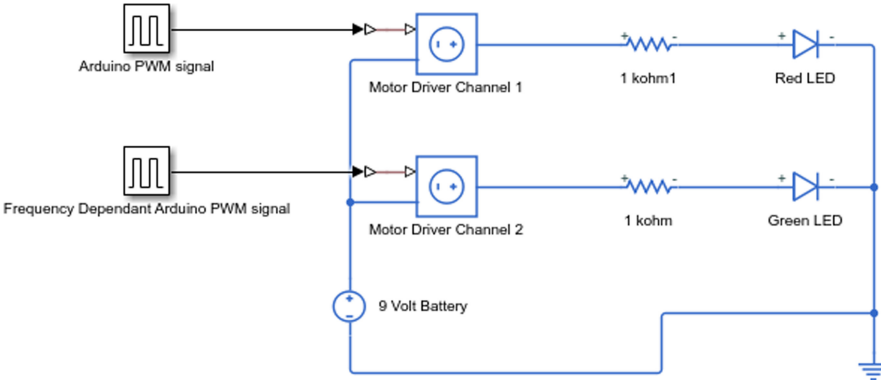 Arduino PWM signal
Motor Driver Channel 1
+ -
1 kohm1
+ -
Red LED
Frequency Dependant Arduino PWM signal
Motor Driver Channel 2
+ -
1 kohm
+ -
Green LED
9 Volt Battery